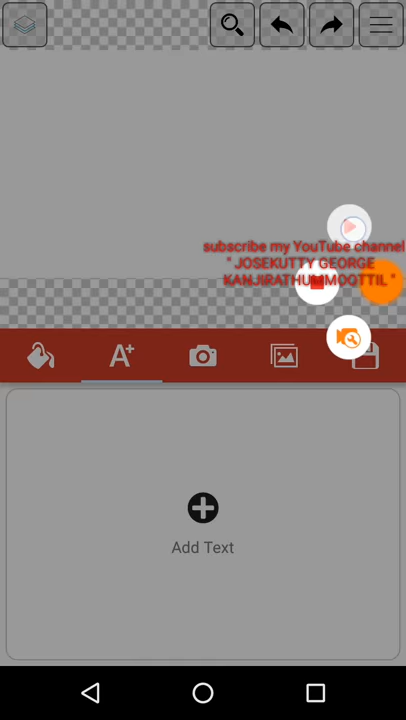 subscribe my YouTube channel
" JOSEKUTTY GEORGE
KANJIRATHUMMOOTTIL "
A+
Add Text